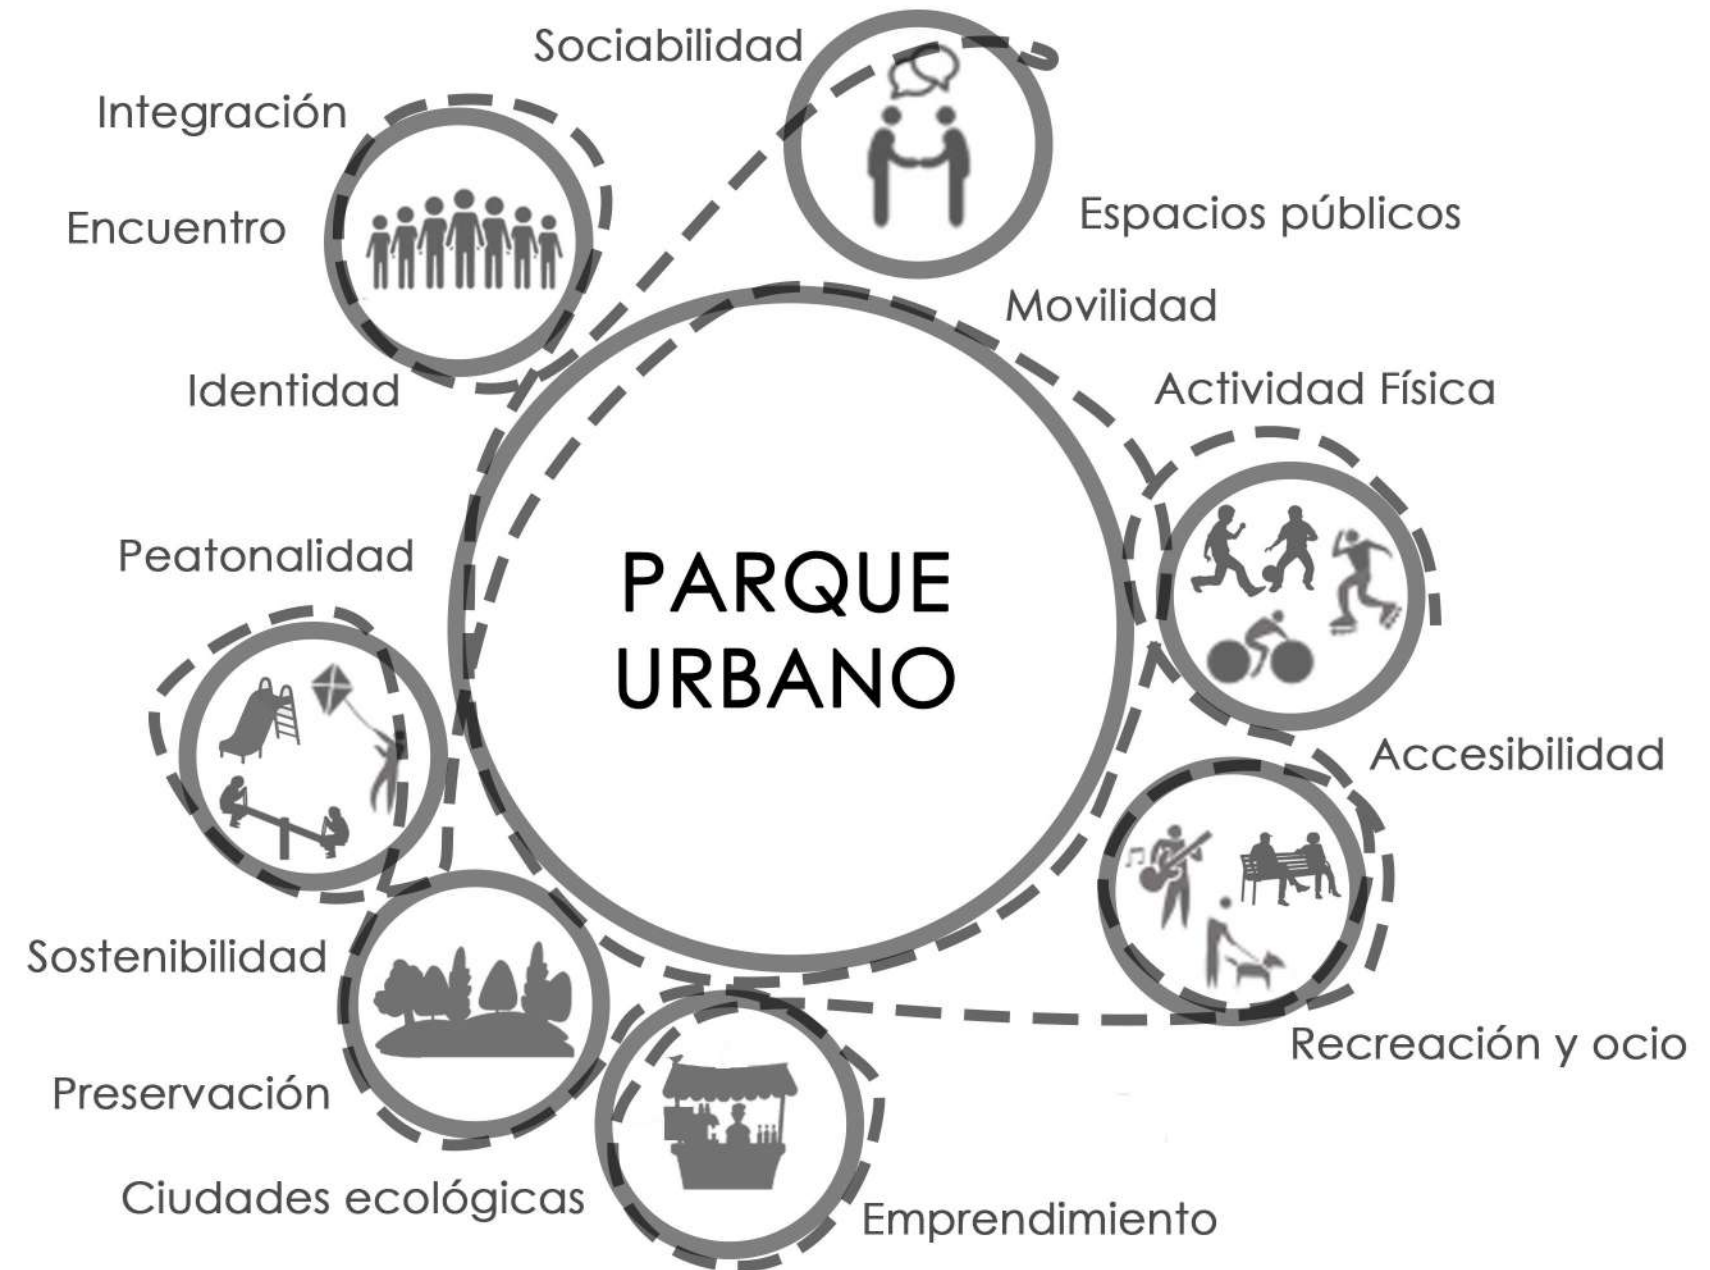 Sociabilidad
Integración
Encuentro
Espacios públicos
Movilidad
Identidad
Actividad Física
Peatonalidad
PARQUE
URBANO
Accesibilidad
Sostenibilidad
Recreación y ocio
Preservación
Ciudades ecológicas
Emprendimiento